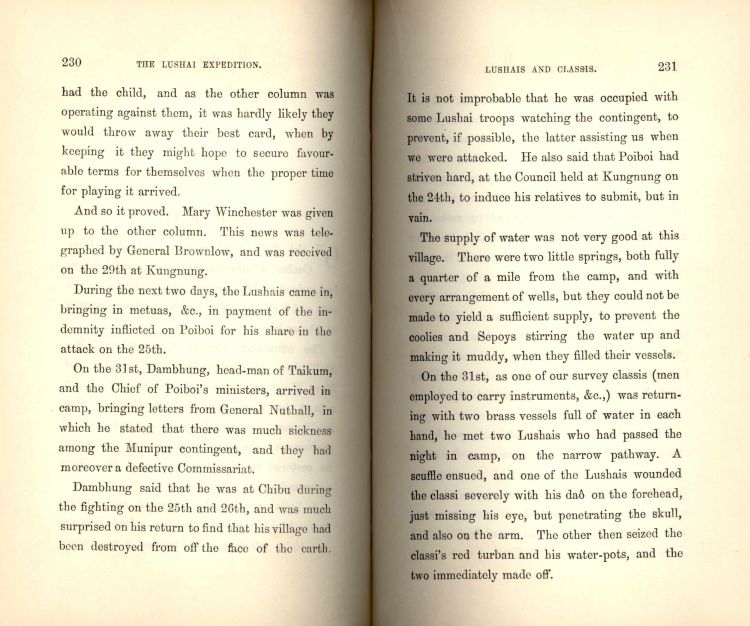 230 THE LUSHAI EXPEDITION.
had the child, and as the other column was
operating against them, it was hardly likely they
would throw away their best card, when by
keeping it they might hope to secure favour-
able terms for themselves when the proper time
for playing it arrived.
And so it proved. Mary Winchester was given
up to the other column. This news was tele-
graphed by General Brownlow, and was received
on the 29th at Kungnung.
During the next two days, the Lushais came in,
bringing in metuas, &c., in payment of the in-
demnity inflicted on Poiboi for his share in the
attack on the 25th.
On the 31st, Dambhung, head-man of Taikum,
and the Chief of Poiboi's ministers, arrived in
camp, bringing letters from General Nuthall, in
which he stated that there was much sickness
among the Munipur contingent, and they had
moreover a defective Commissariat.
Dambhung said that he was at Chibu during
the fighting on the 25th and 26th, and was much
surprised on his return to find that his village had
been destroyed from off the face of the earth.
LUSHAIS AND CLASSIS. 231
It is not improbable that he was occupied with
some Lushai troops watching the contingent, to
prevent, if possible, the latter assisting us when
we were attacked. He also said that Poiboi had
striven hard, at the Council held at Kungnung on
the 24th, to induce his relatives to submit, but in
vain.
The supply of water was not very good at this
village. There were two little springs, both fully
a quarter of a mile from the camp, and with
every arrangement of wells, but they could not be
made to yield a sufficient supply, to prevent the
coolies and Sepoys stirring the water up and
making it muddy, when they filled their vessels.
On the 31st, as one of our survey classis (men
employed to carry instruments, &c.,) was return-
ing with two brass vessels full of water in each
hand, he met two Lushais who had passed the
night in camp, on the narrow pathway. A
scuffle ensued, and one of the Lushais wounded
the classi severely with his daô on the forehead,
just missing his eye, but penetrating the skull,
and also on the arm. The other then seized the
classi's red turban and his water-pots, and the
two immediately made off.